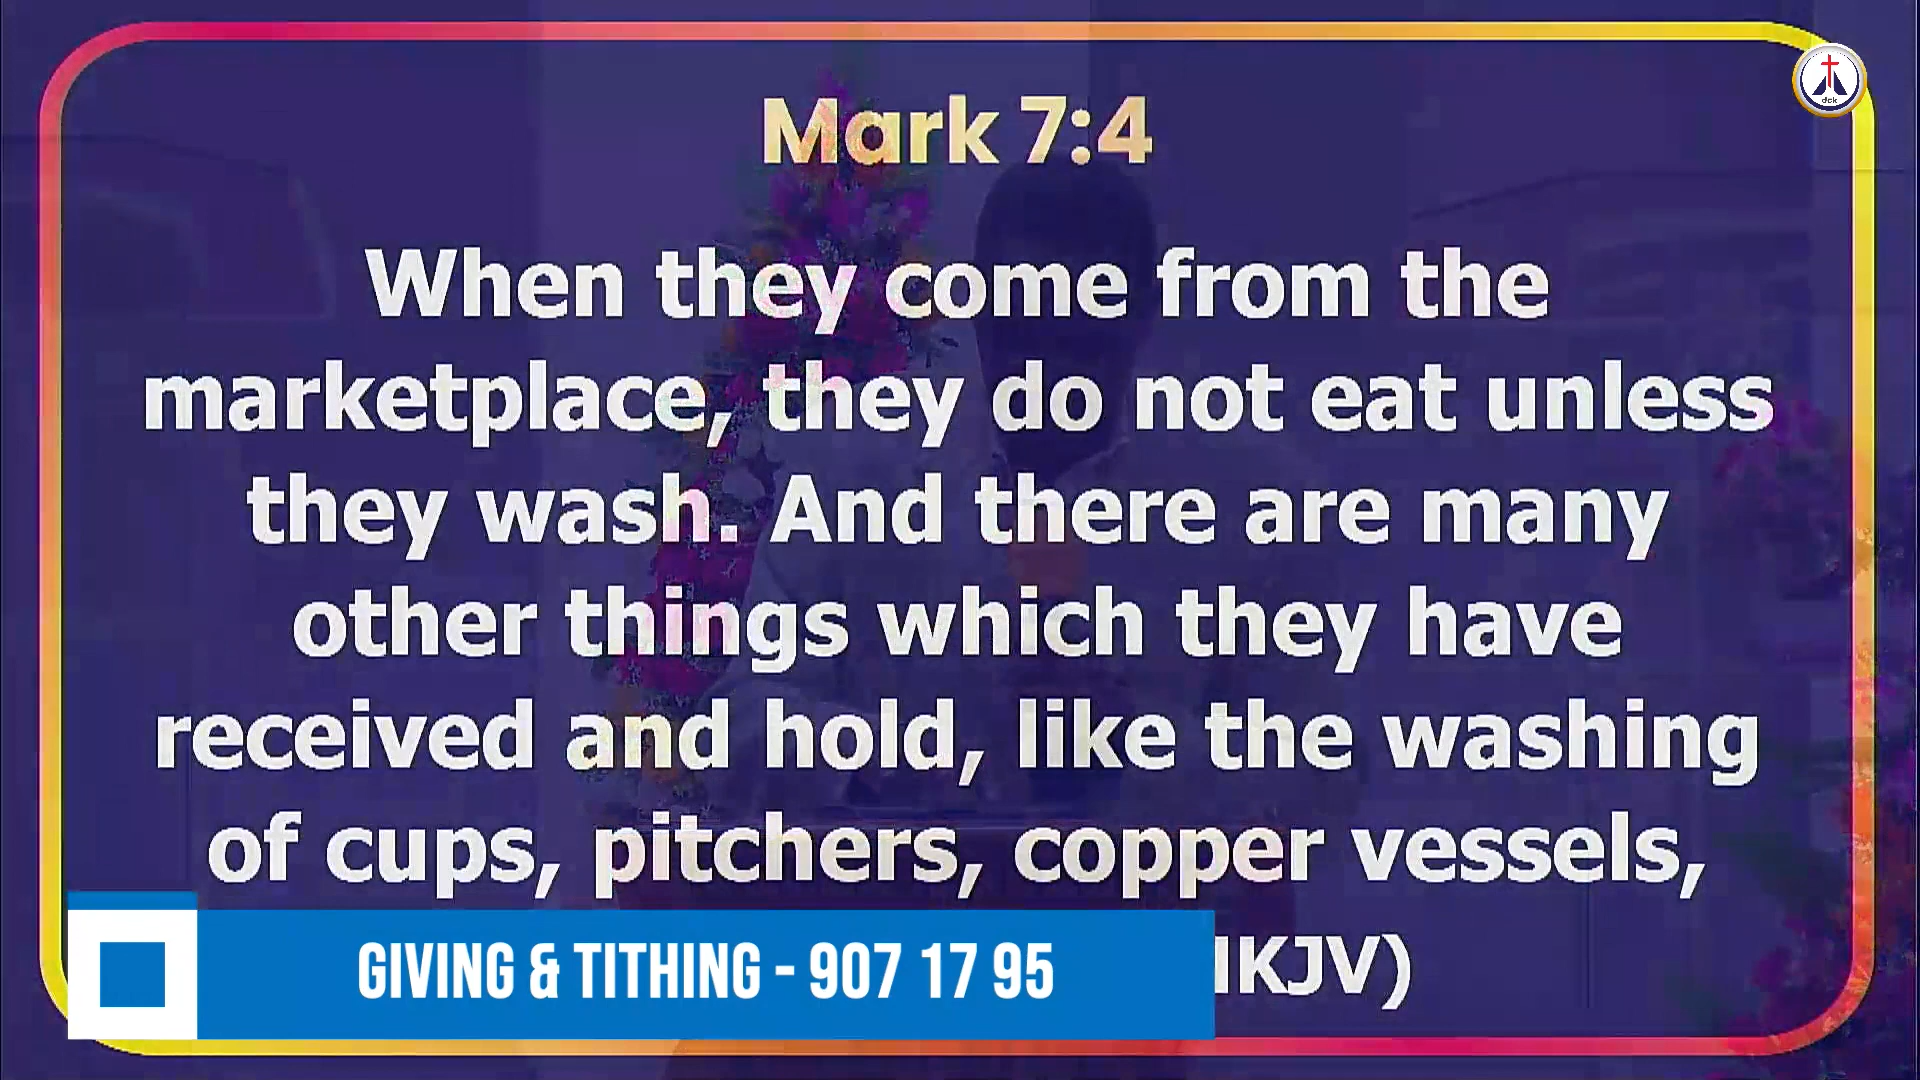 dck
Mark 7:4
When they come from the
marketplace, they do not eat unless
they wash. And there are many
other things which they have
received and hold, like the washing
of cups, pitchers, copper vessels,
KJV)
GIVING & TITHING - 907 17 95